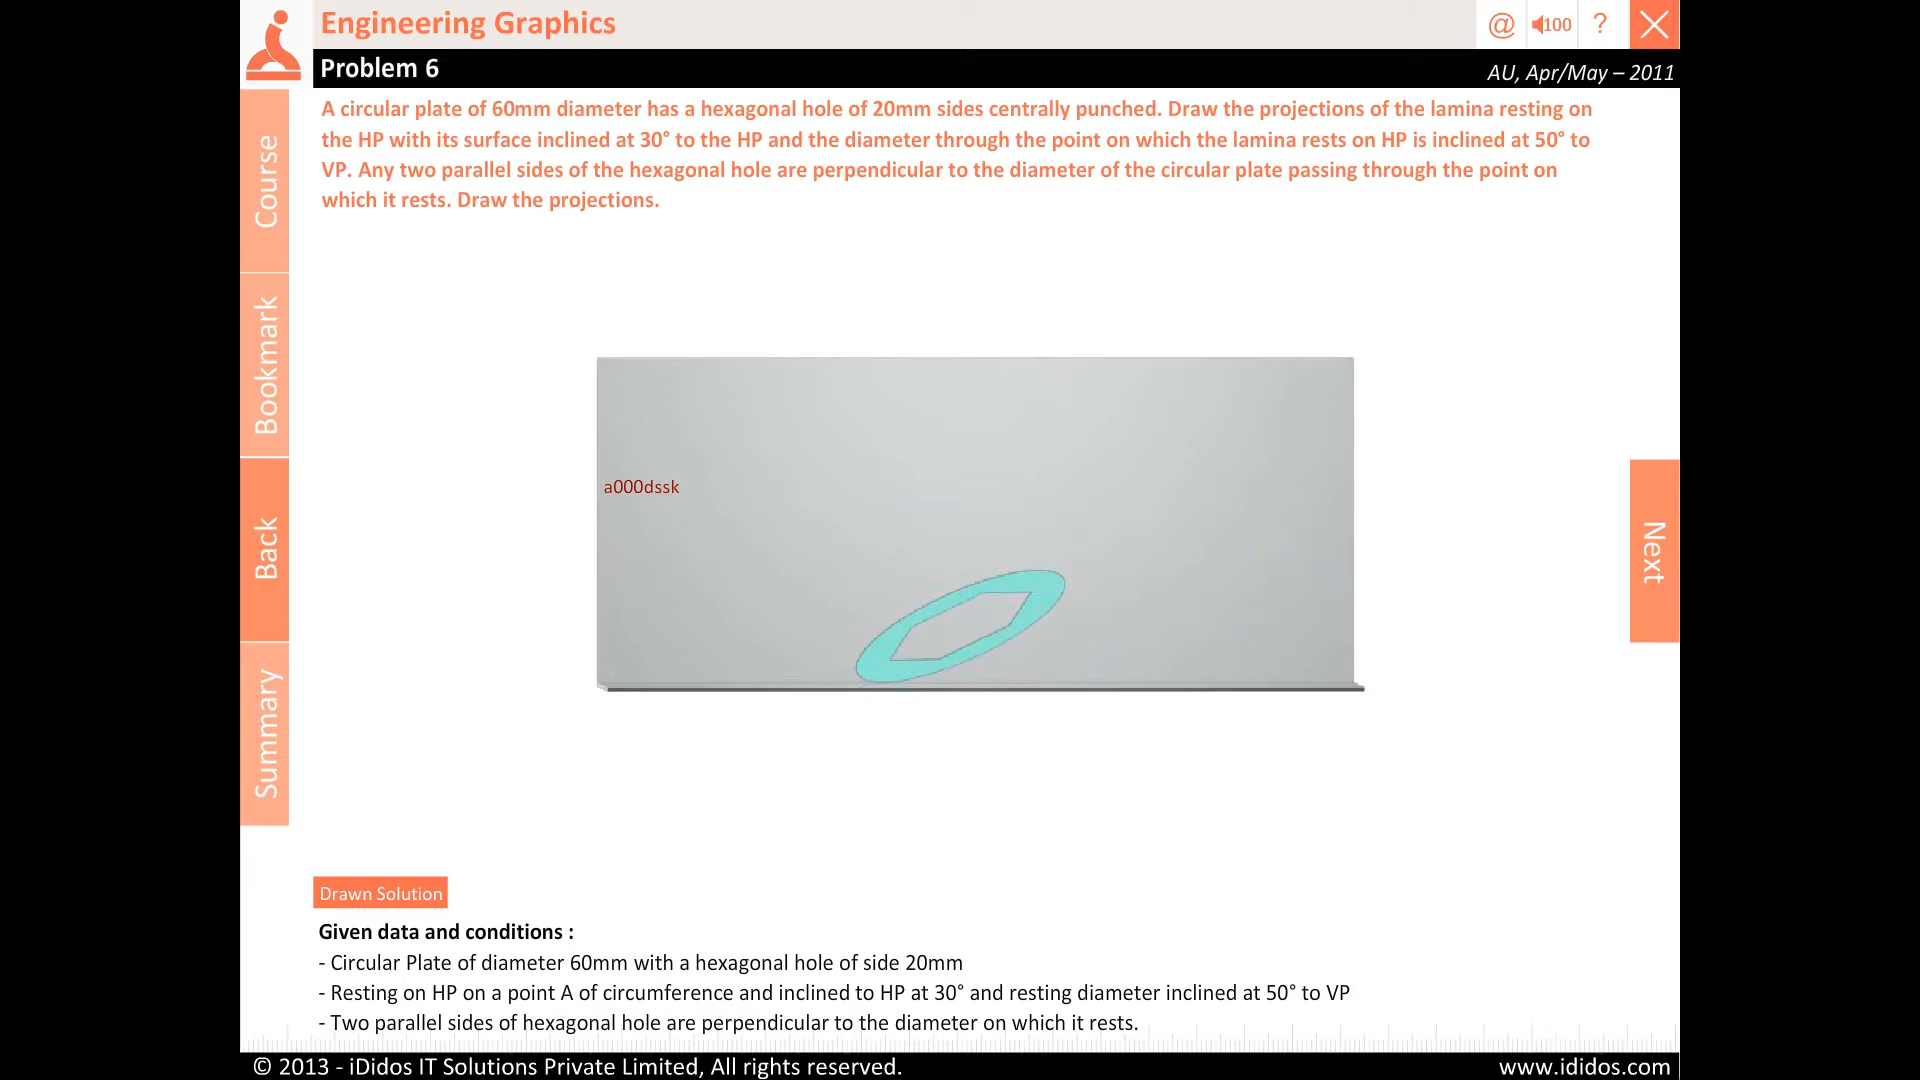 Engineering Graphics
@ 100 ?
Problem 6
AU, Apr/May – 2011
A circular plate of 60mm diameter has a hexagonal hole of 20mm sides centrally punched. Draw the projections of the lamina resting on
the HP with its surface inclined at 30° to the HP and the diameter through the point on which the lamina rests on HP is inclined at 50° to
VP. Any two parallel sides of the hexagonal hole are perpendicular to the diameter of the circular plate passing through the point on
which it rests. Draw the projections.
Course
Bookmark
Back
Summary
a000dssk
Next
Drawn Solution
Given data and conditions :
- Circular Plate of diameter 60mm with a hexagonal hole of side 20mm
- Resting on HP on a point A of circumference and inclined to HP at 30° and resting diameter inclined at 50° to VP
- Two parallel sides of hexagonal hole are perpendicular to the diameter on which it rests.
© 2013 - iDidos IT Solutions Private Limited, All rights reserved.
www.ididos.com